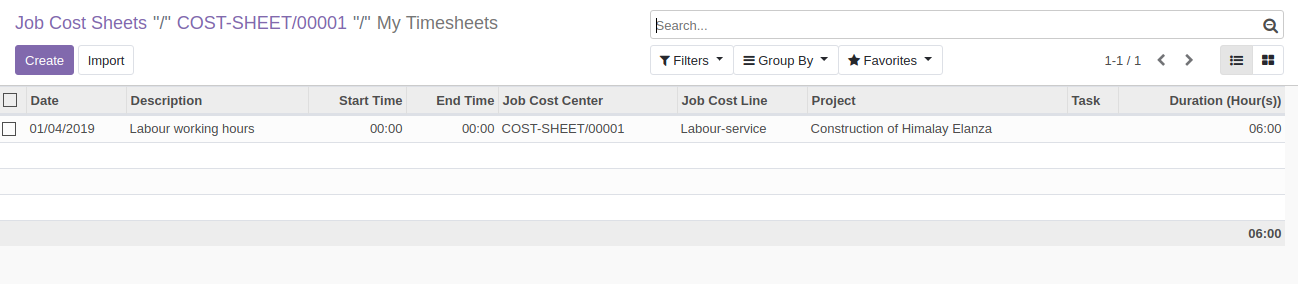 Job Cost Sheets "/" COST-SHEET/00001 "/" My Timesheets
Search...
Create Import
Filters Group By Favorites 1-1 / 1
Date Description Start Time End Time Job Cost Center Job Cost Line Project Task Duration (Hour(s))
01/04/2019 Labour working hours 00:00 00:00 COST-SHEET/00001 Labour-service Construction of Himalay Elanza 06:00
06:00